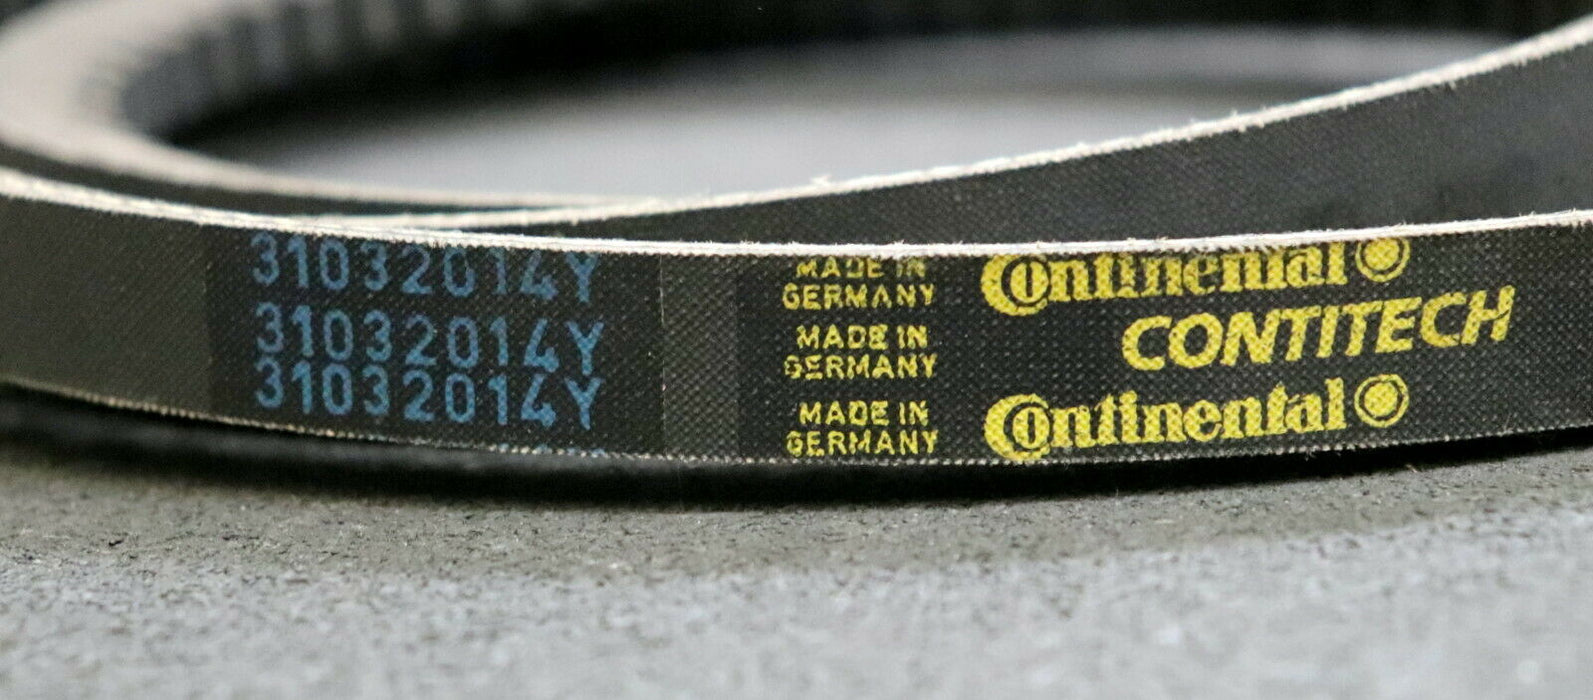 31032014Y
31032014Y
31032014Y
MADE IN
GERMANY
MADE IN
GERMANY
MADE IN
GERMANY
Continental
CONTITECH
Continental